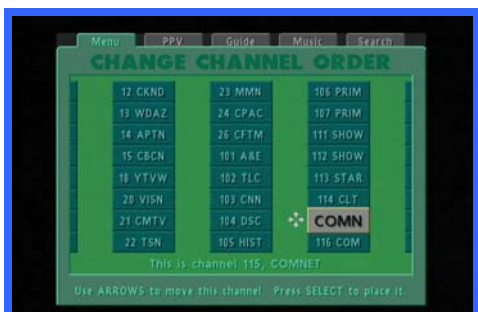 Menu PPV Guide Music Search
CHANGE CHANNEL ORDER
12 CKND 23 MMN 106 PRIM
13 WDAZ 24 CPAC 107 PRIM
14 APTN 26 CFTM 111 SHOW
15 CBCN 101 A&E 112 SHOW
18 YTVW 102 TLC 113 STAR
20 VISN 103 CNN 114 CLT
21 CMTV 104 DSC COMN
22 TSN 105 HIST 116 COM
This is channel 115, COMNET
Use ARROWS to move this channel. Press SELECT to place it.